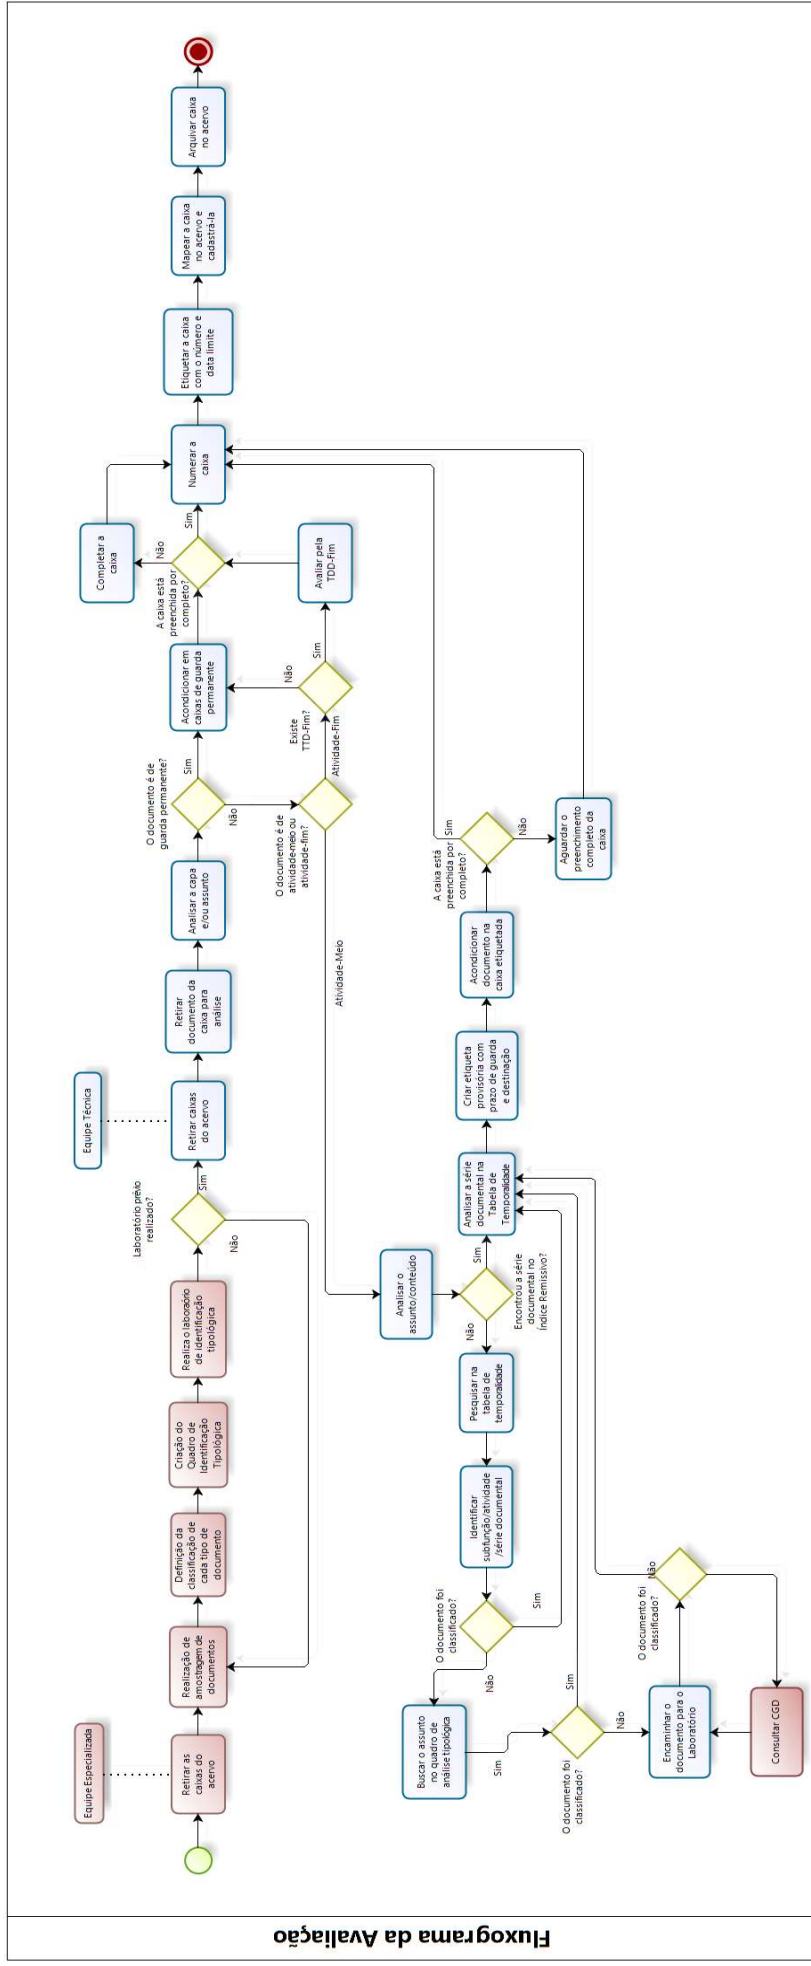 Fluxograma da Avaliação
Equipe Especializada
Retirar as
caixas do
acervo
Realização de
amostragem de
documentos
Definição da
classificação de
cada tipo de
documento
Criação do
Quadro de
Identificação
Tipológica
Realiza o laboraório
de identificação
tipológica
Laboratório prévio
realizado?
Sim
Não
Equipe Técnica
Retirar caixas
do acervo
Retirar
documento da
caixa para
análise
Analisar a capa
e/ou assunto
O documento é de
guarda permanente?
Sim
Não
Acondicionar em
caixas de guarda
permanente
A caixa está
preenchida por
completo?
Não
Sim
Completar a
caixa
Numerar a
caixa
Etiquetar a caixa
com o número e
data limite
Mapear a caixa
no acervo e
cadastrá-la
Arquivar caixa
no acervo
O documento é de
atividade-meio ou
atividade-fim?
Atividade-Fim
Atividade-Meio
Existe
TTD-Fim?
Não
Sim
Avaliar pela
TDD-Fim
Analisar o
assunto/conteúdo
Encontrou a série
documental no
Índice Remissivo?
Sim
Não
Analisar a série
documental na
Tabela de
Temporalidade
Criar etiqueta
provisória com
prazo de guarda
e destinação
Acondicionar
documento na
caixa etiquetada
A caixa está
preenchida por
completo?
Sim
Não
Aguardar o
preenchimento
completo da
caixa
Pesquisar na
tabela de
temporalidade
Identificar
subfunção/atividade
/série documental
O documento foi
classificado?
Sim
Não
Buscar o assunto
no quadro de
análise tipológica
Sim
O documento foi
classificado?
Sim
Não
Encaminhar o
documento para o
Laboratório
O documento foi
classificado?
Não
Consultar CGD